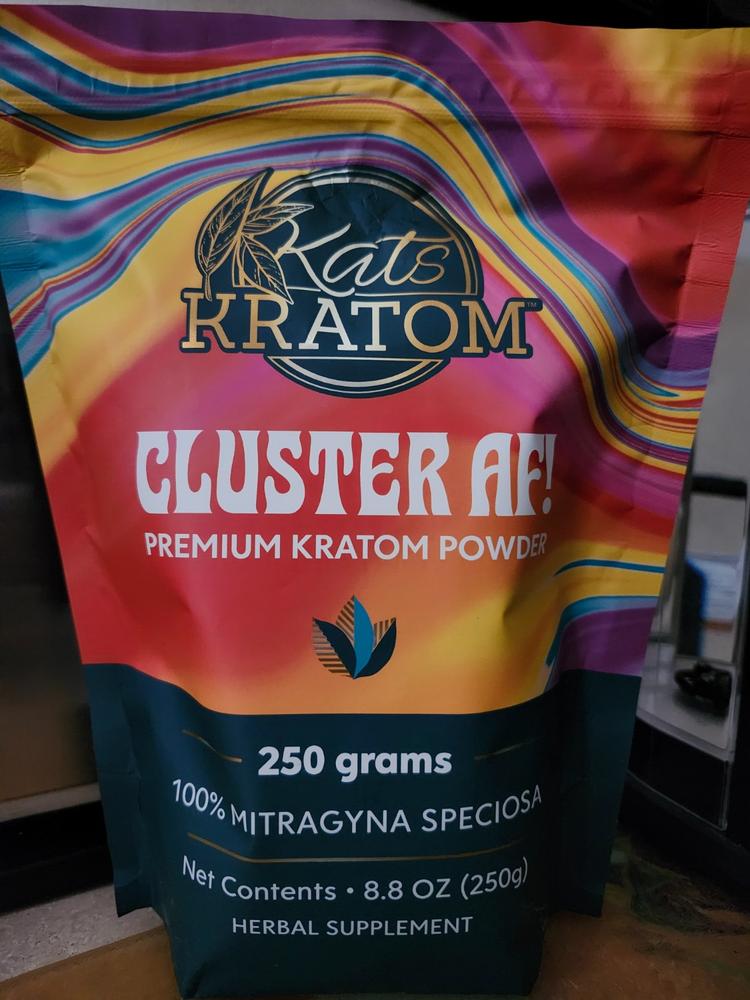 Kats
KRATOM™
CLUSTER AF!
PREMIUM KRATOM POWDER
250 grams
100% MITRAGYNA SPECIOSA
Net Contents • 8.8 OZ (250g)
HERBAL SUPPLEMENT